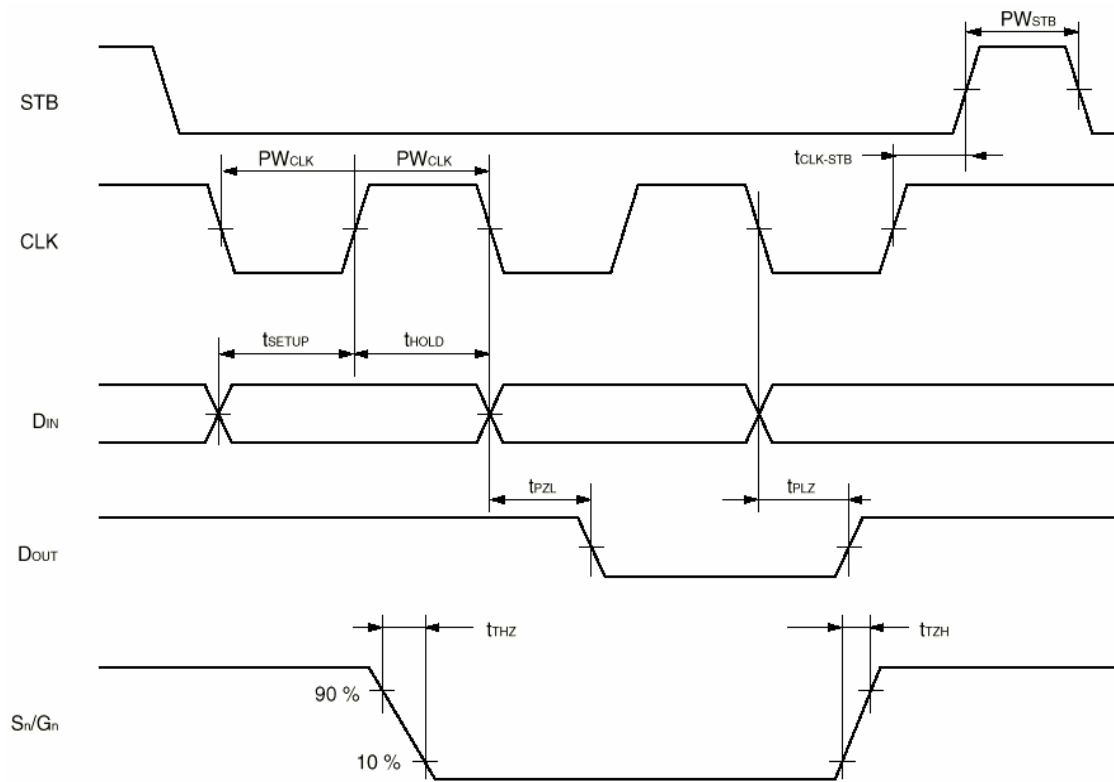 PWSTB
STB
tCLK-STB
PWCLK PWCLK
CLK
tSETUP tHOLD
DIN
tPZL tPLZ
DOUT
tTHZ tTZH
90 %
Sn/Gn
10 %